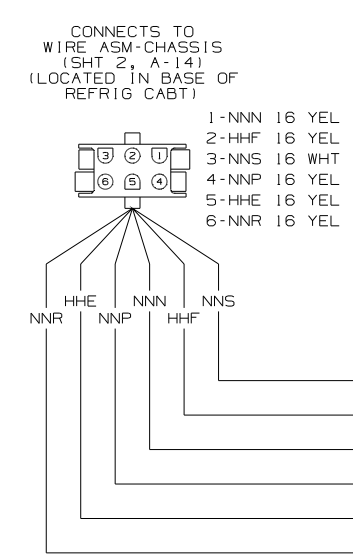 CONNECTS TO
WIRE ASM-CHASSIS
(SHT 2, A-14)
(LOCATED IN BASE OF
REFRIG CABT)
1-NNN 16 YEL
2-HHF 16 YEL
3-NNS 16 WHT
4-NNP 16 YEL
5-HHE 16 YEL
6-NNR 16 YEL
3 2 1
6 5 4
HHE NNN NNS
NNR NNP HHF